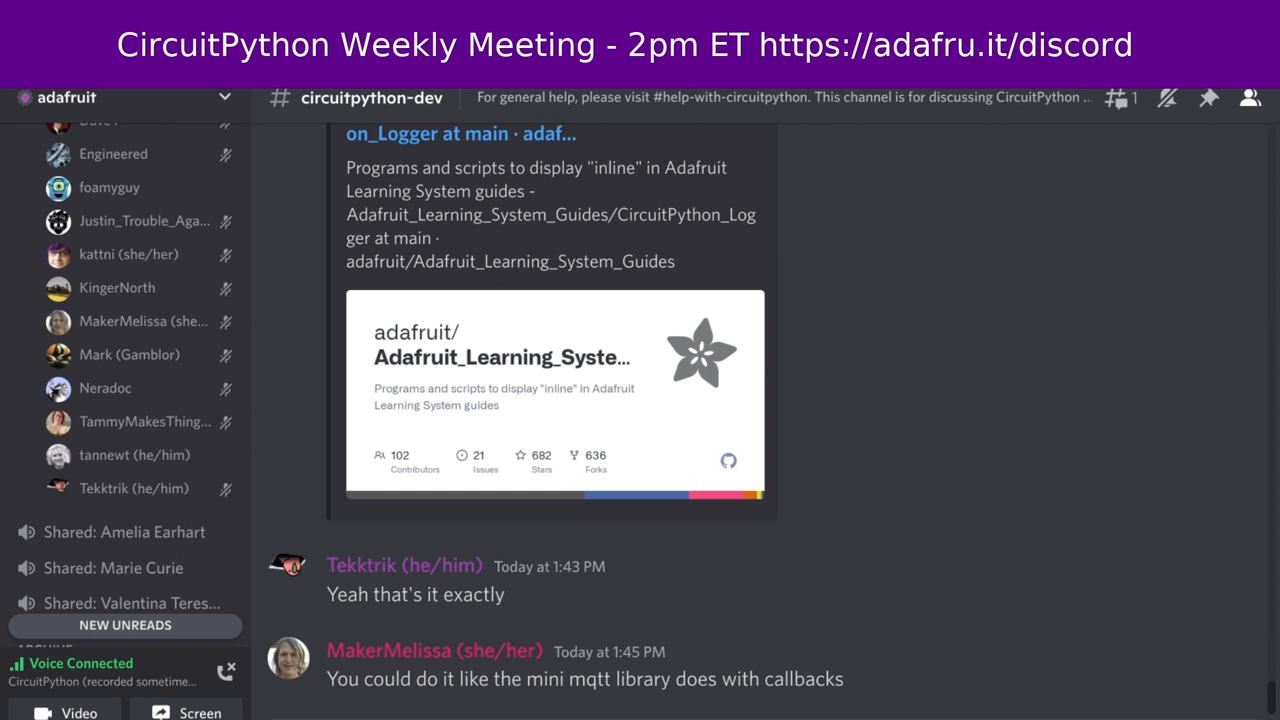 CircuitPython Weekly Meeting - 2pm ET https://adafru.it/discord
adafruit
circuitpython-dev
For general help, please visit #help-with-circuitpython. This channel is for discussing CircuitPython ...
1
Engineered
foamyguy
Justin_Trouble_Aga...
kattni (she/her)
KingerNorth
MakerMelissa (she...
Mark (Gamblor)
Neradoc
TammyMakesThing...
tannewt (he/him)
Tekktrik (he/him)
Shared: Amelia Earhart
Shared: Marie Curie
Shared: Valentina Teres...
NEW UNREADS
Voice Connected
CircuitPython (recorded sometime...
Video
Screen
on_Logger at main · adaf...
Programs and scripts to display "inline" in Adafruit
Learning System guides -
Adafruit_Learning_System_Guides/CircuitPython_Log
ger at main ·
adafruit/Adafruit_Learning_System_Guides
adafruit/
Adafruit_Learning_Syste...
Programs and scripts to display "inline" in Adafruit
Learning System guides
102 21 682 636
Contributors Issues Stars Forks
Tekktrik (he/him) Today at 1:43 PM
Yeah that's it exactly
MakerMelissa (she/her) Today at 1:45 PM
You could do it like the mini mqtt library does with callbacks